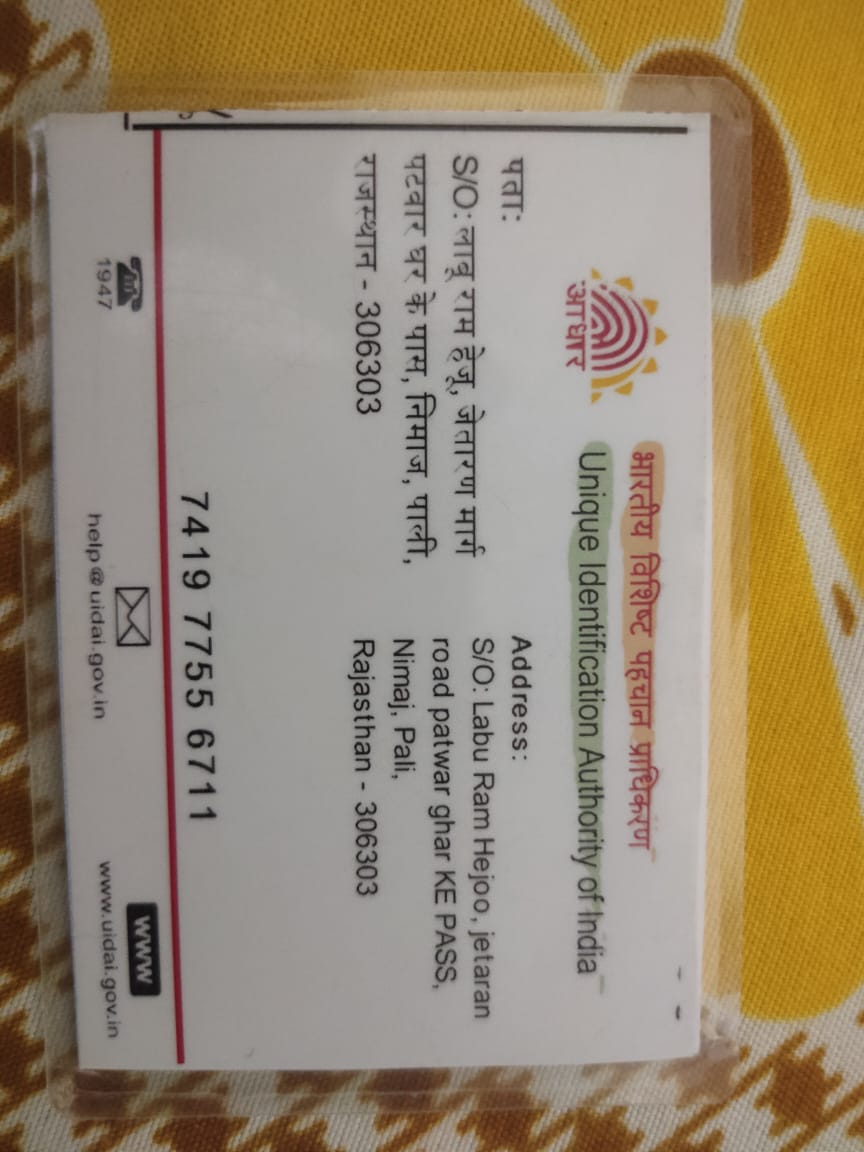 आधार
भारतीय विशिष्ट पहचान प्राधिकरण
Unique Identification Authority of India
पता:
S/O: लाबू राम हेजू, जेतारण मार्ग
पटवार घर के पास, निमाज, पाली,
राजस्थान - 306303
Address:
S/O: Labu Ram Hejoo, jetaran
road patwar ghar KE PASS,
Nimaj, Pali,
Rajasthan - 306303
7419 7755 6711
1947
help@uidai.gov.in
www
www.uidai.gov.in